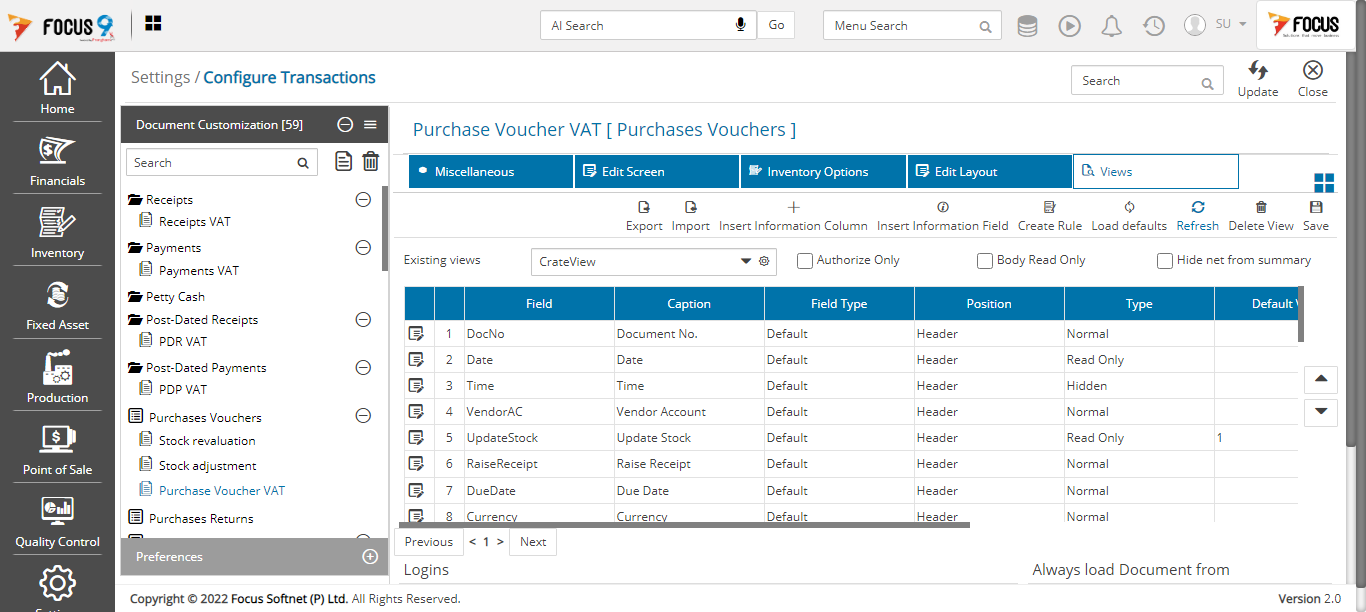 FOCUS 9
AI Search
Go
Menu Search
SU
FOCUS
Home
Financials
Inventory
Fixed Asset
Production
Point of Sale
Quality Control
Settings / Configure Transactions
Search
Update
Close
Document Customization [59]
Search
Receipts
Receipts VAT
Payments
Payments VAT
Petty Cash
Post-Dated Receipts
PDR VAT
Post-Dated Payments
PDP VAT
Purchases Vouchers
Stock revaluation
Stock adjustment
Purchase Voucher VAT
Purchases Returns
Preferences
Purchase Voucher VAT [ Purchases Vouchers ]
Miscellaneous Edit Screen Inventory Options Edit Layout Views
Export Import Insert Information Column Insert Information Field Create Rule Load defaults Refresh Delete View Save
Existing views CrateView Authorize Only Body Read Only Hide net from summary
Field Caption Field Type Position Type Default
1 DocNo Document No. Default Header Normal
2 Date Date Default Header Read Only
3 Time Time Default Header Hidden
4 VendorAC Vendor Account Default Header Normal
5 UpdateStock Update Stock Default Header Read Only 1
6 RaiseReceipt Raise Receipt Default Header Normal
7 DueDate Due Date Default Header Normal
8 Currency Currency Default Header Normal
Previous < 1 > Next
Logins Always load Document from
Copyright © 2022 Focus Softnet (P) Ltd. All Rights Reserved. Version 2.0